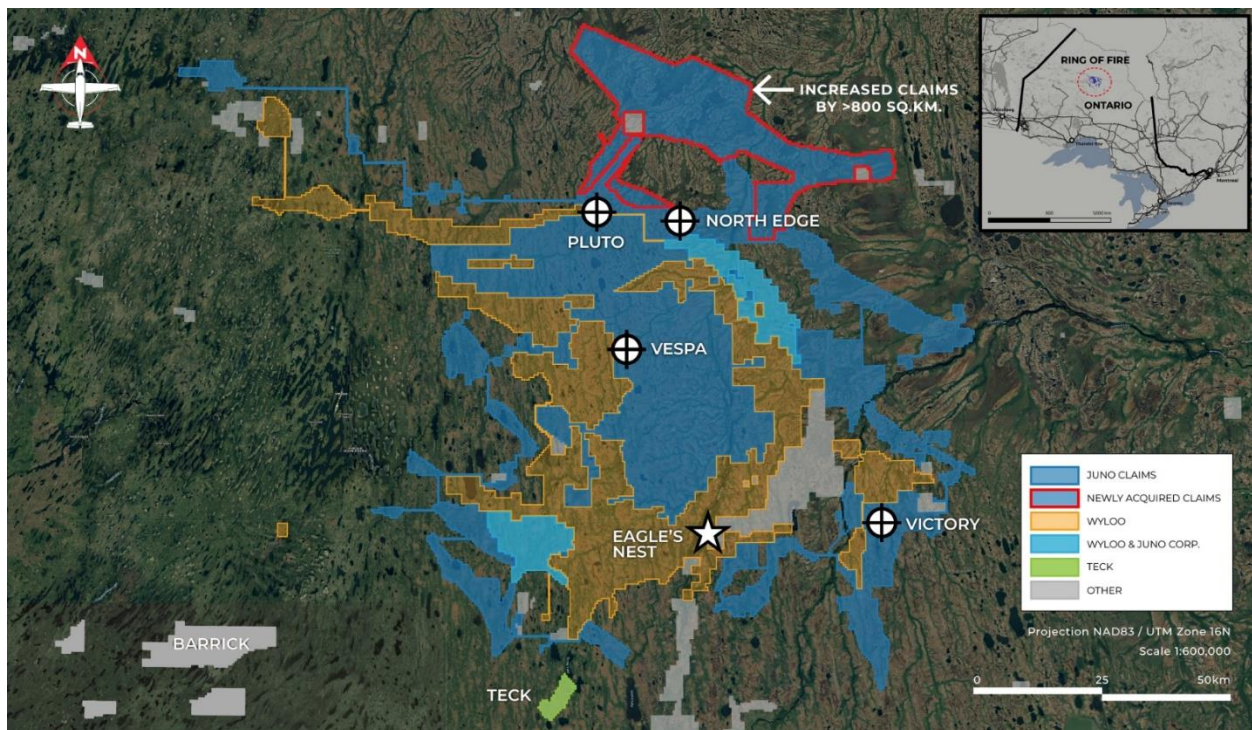 N
RING OF FIRE
ONTARIO
Montreal
0
INCREASED CLAIMS
BY >800 SQ.KM.
PLUTO
NORTH EDGE
VESPA
EAGLE'S
NEST
VICTORY
BARRICK
TECK
JUNO CLAIMS
NEWLY ACQUIRED CLAIMS
WYLOO
WYLOO & JUNO CORP.
TECK
OTHER
Projection NAD83 / UTM Zone 16N
Scale 1:600,000
0
25
50km